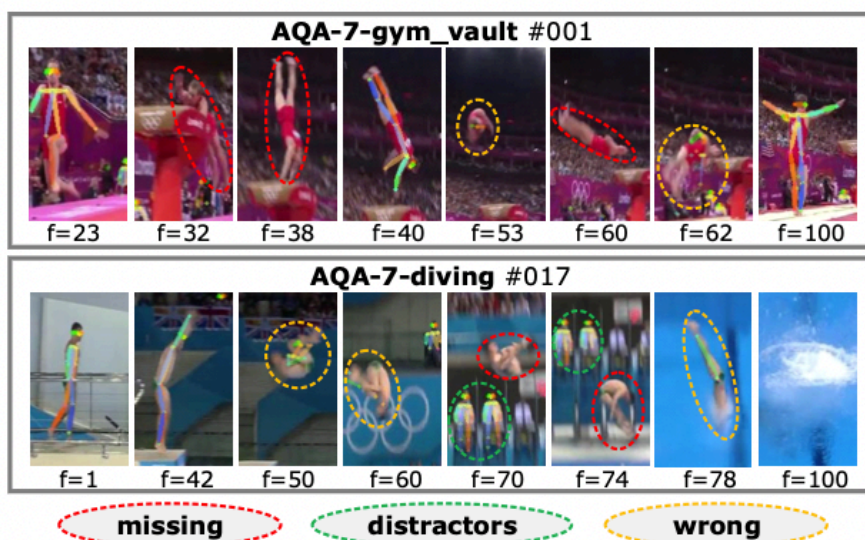 AQA-7-gym_vault #001
f=23 f=32 f=38 f=40 f=53 f=60 f=62 f=100
AQA-7-diving #017
f=1 f=42 f=50 f=60 f=70 f=74 f=78 f=100
missing distractors wrong